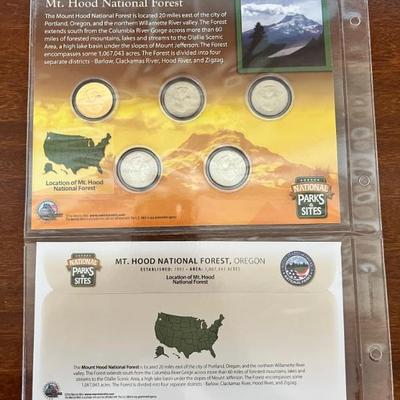 Mt. Hood National Forest
The Mount Hood National Forest is located 20 miles east of the city of
Portland, Oregon, and the northern Willamette River valley. The
Forest extends south from the Columbia River Gorge across more than 60
miles of forested mountains, lakes and streams to the Olallie Scenic
Area, a high lake basin under the slopes of Mount Jefferson. The
Forest encompasses some 1,067,043 acres. The Forest is divided into
four separate districts - Barlow, Clackamas River, Hood River, and Zigzag.
Location of Mt. Hood
National Forest
NATIONAL
PARKS &
SITES
NATIONAL
PARKS &
SITES
MT. HOOD NATIONAL FOREST, OREGON
AREA: 1,067,043 ACRES
Location of Mt. Hood
National Forest
The Mount Hood National Forest is located 20 miles east of the city of Portland, Oregon, and the northern Willamette River valley. The
Forest extends south from the Columbia River Gorge across more than 60 miles of forested mountains, lakes and
streams to the Olallie Scenic Area, a high lake basin under the slopes of Mount Jefferson. The Forest encompasses some
1,067,043 acres. The Forest is divided into four separate districts - Barlow, Clackamas River, Hood River, and Zigzag.